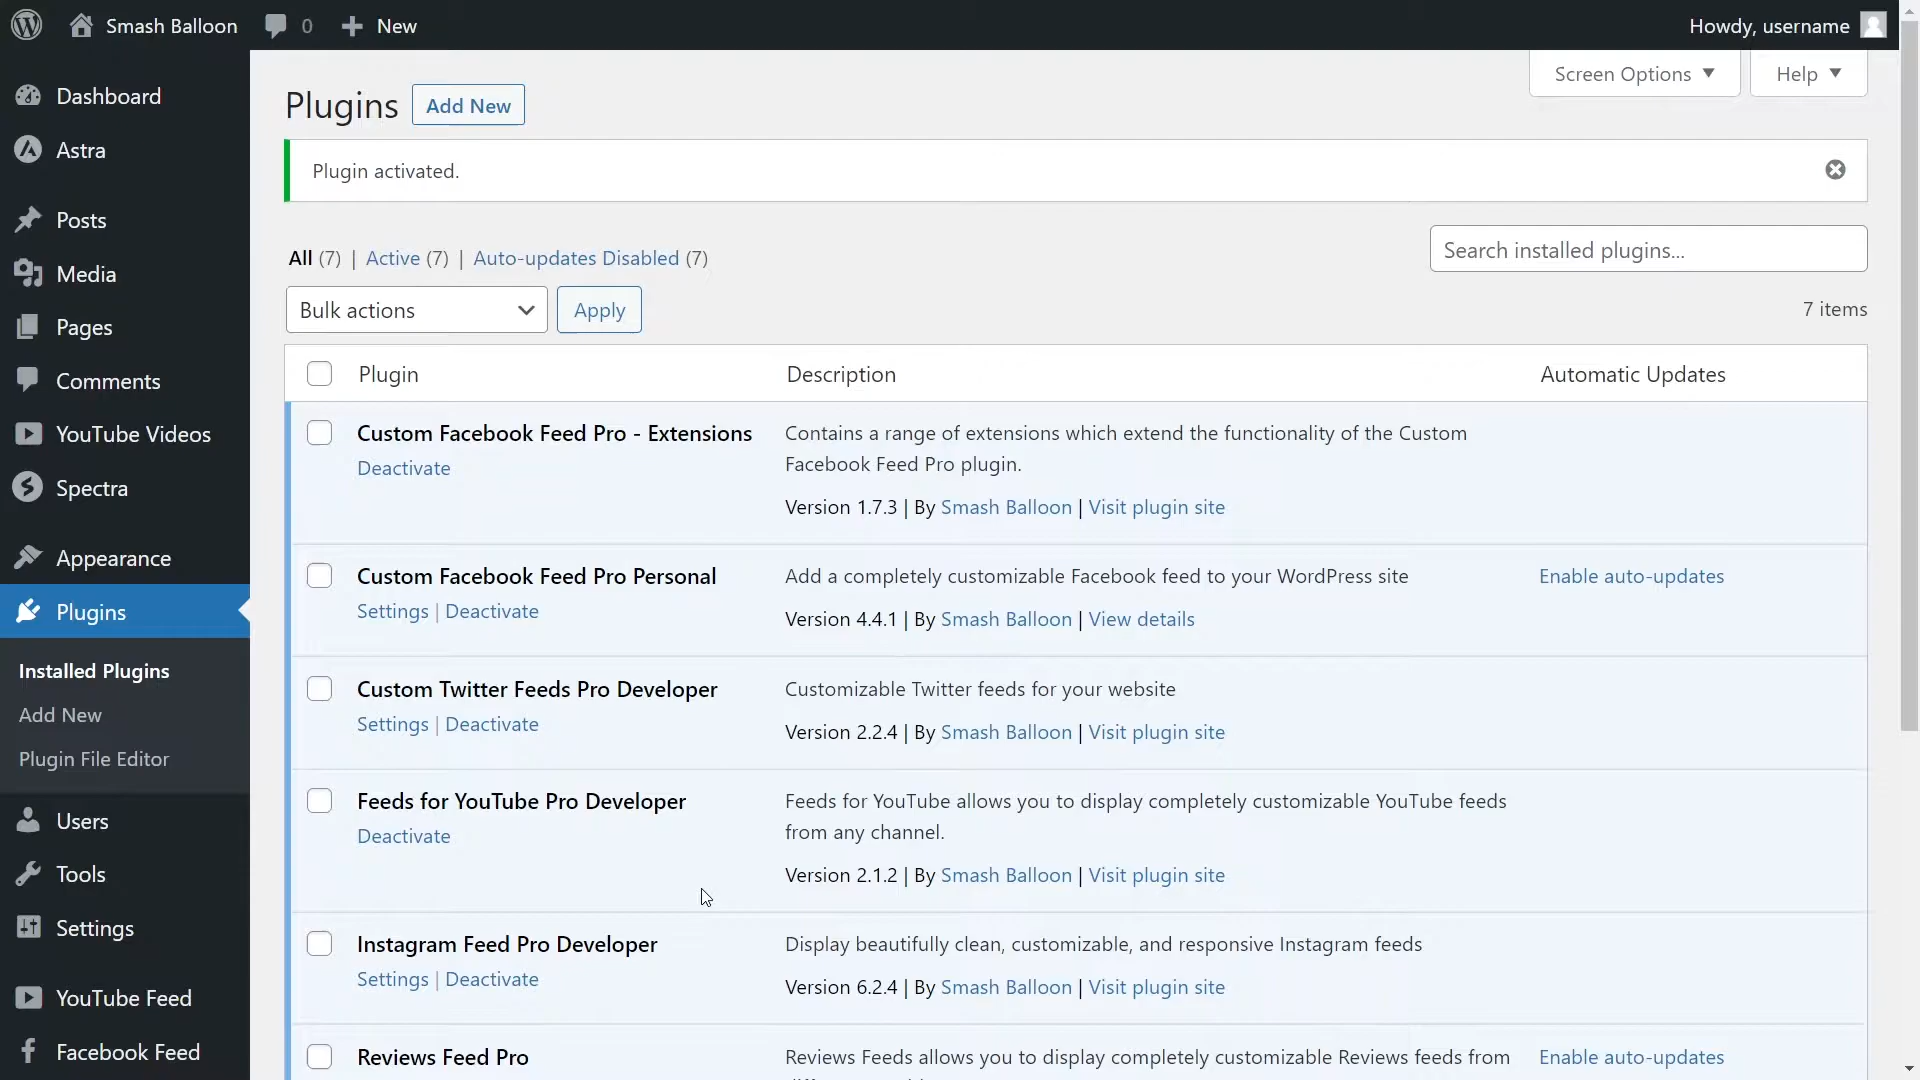 Smash Balloon 0 New Howdy, username
Screen Options Help
Dashboard
Astra
Posts
Media
Pages
Comments
YouTube Videos
Spectra
Appearance
Plugins
Installed Plugins
Add New
Plugin File Editor
Users
Tools
Settings
YouTube Feed
Facebook Feed
Plugins Add New
Plugin activated.
All (7) | Active (7) | Auto-updates Disabled (7)
Search installed plugins...
Bulk actions Apply
7 items
Plugin Description Automatic Updates
Custom Facebook Feed Pro - Extensions
Deactivate
Contains a range of extensions which extend the functionality of the Custom
Facebook Feed Pro plugin.
Version 1.7.3 | By Smash Balloon | Visit plugin site
Custom Facebook Feed Pro Personal
Settings | Deactivate
Add a completely customizable Facebook feed to your WordPress site
Version 4.4.1 | By Smash Balloon | View details
Enable auto-updates
Custom Twitter Feeds Pro Developer
Settings | Deactivate
Customizable Twitter feeds for your website
Version 2.2.4 | By Smash Balloon | Visit plugin site
Feeds for YouTube Pro Developer
Deactivate
Feeds for YouTube allows you to display completely customizable YouTube feeds
from any channel.
Version 2.1.2 | By Smash Balloon | Visit plugin site
Instagram Feed Pro Developer
Settings | Deactivate
Display beautifully clean, customizable, and responsive Instagram feeds
Version 6.2.4 | By Smash Balloon | Visit plugin site
Reviews Feed Pro
Reviews Feeds allows you to display completely customizable Reviews feeds from
Enable auto-updates